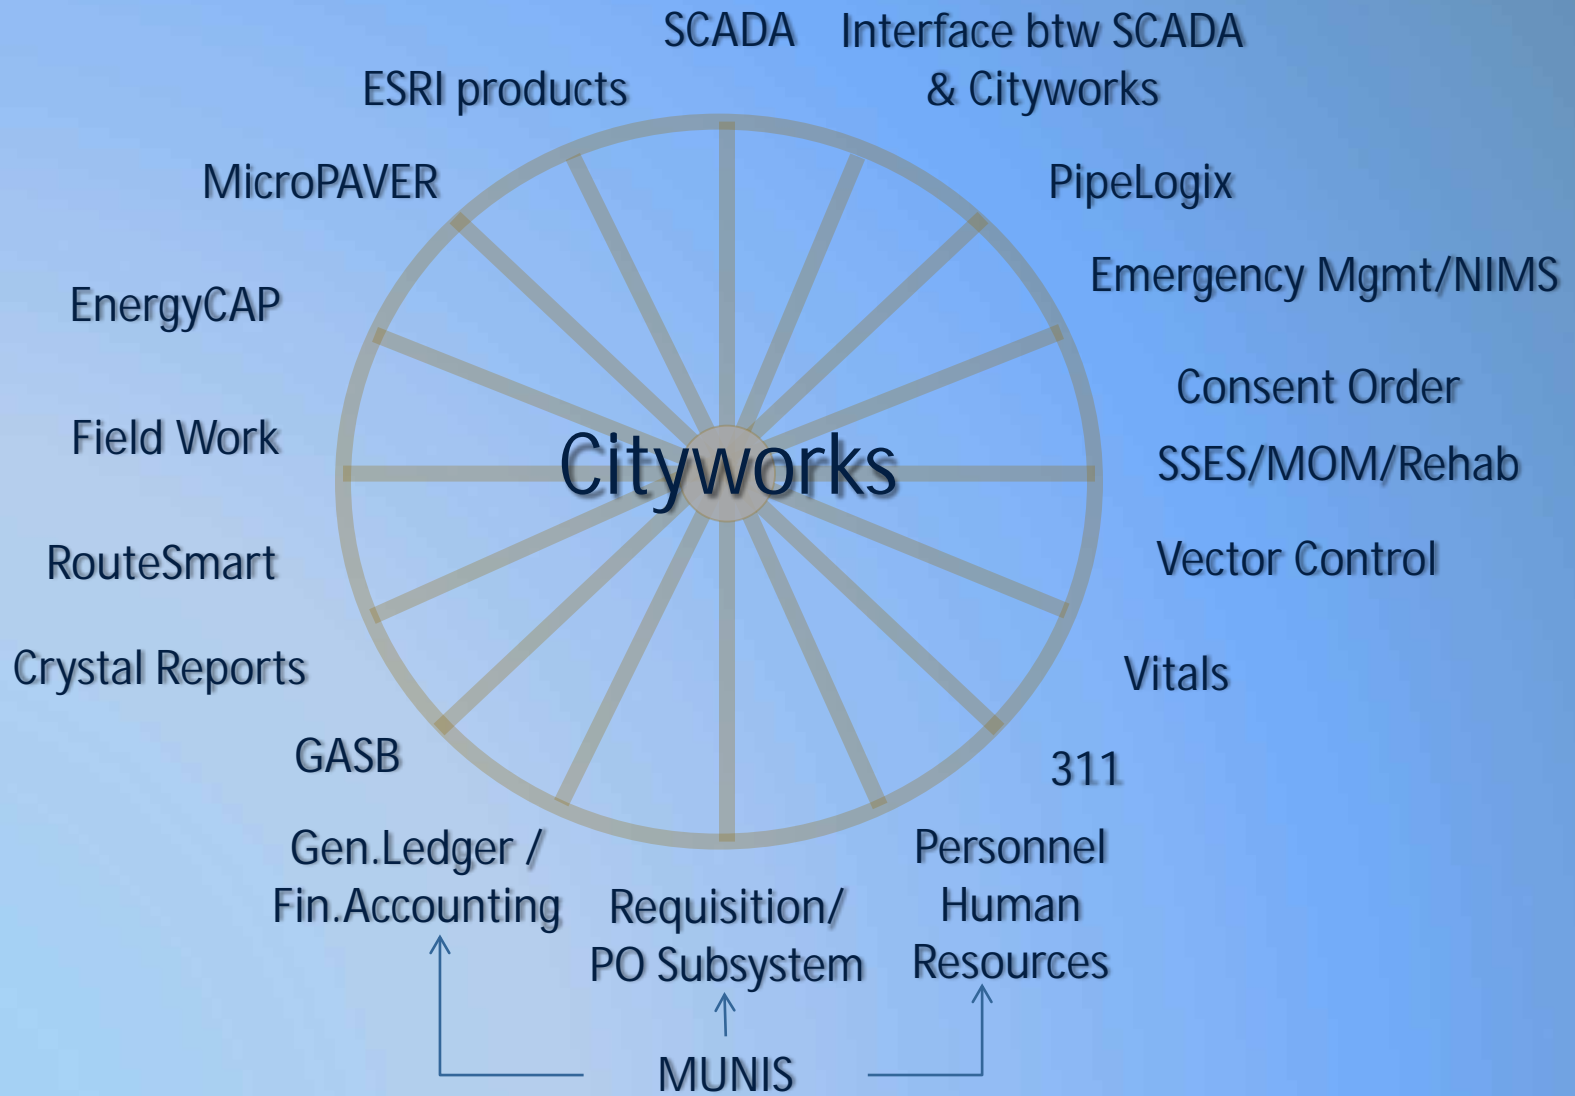 SCADA
Interface btw SCADA
& Cityworks
ESRI products
MicroPAVER
PipeLogix
EnergyCAP
Emergency Mgmt/NIMS
Consent Order
Field Work
Cityworks
SSES/MOM/Rehab
RouteSmart
Vector Control
Crystal Reports
Vitals
GASB
311
Gen.Ledger /
Fin.Accounting
Requisition/
PO Subsystem
Personnel
Human
Resources
MUNIS